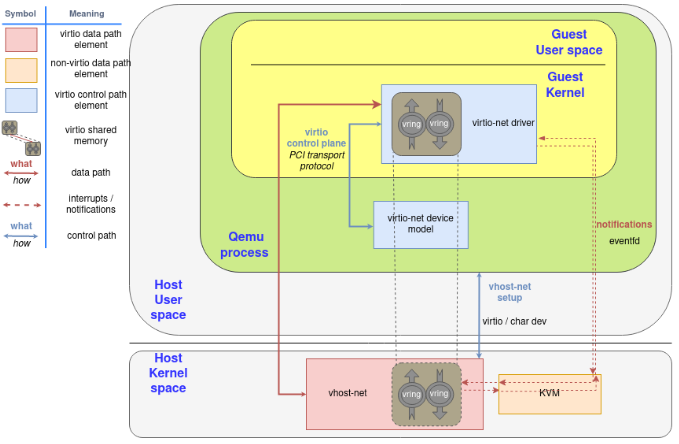 Symbol
Meaning
virtio data path
element
non-virtio data path
element
virtio control path
element
virtio shared
memory
what
how
data path
interrupts /
notifications
what
how
control path
Guest
User space
Guest
Kernel
vring
vring
virtio-net driver
virtio
control plane
PCI transport
protocol
virtio-net device
model
Qemu
process
notifications
eventfd
Host
User
space
vhost-net
setup
virtio / char dev
Host
Kernel
space
vhost-net
vring
vring
KVM